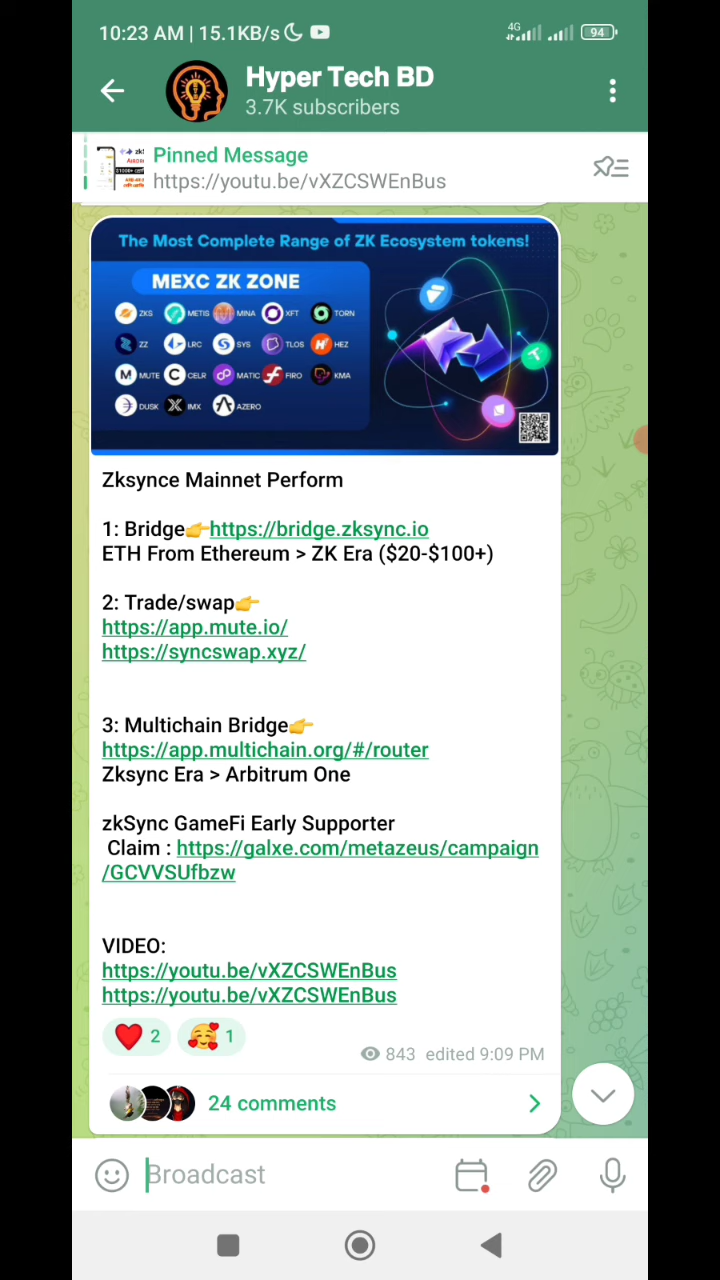 10:23 AM | 15.1KB/s
4G
94
Hyper Tech BD
3.7K subscribers
Pinned Message
https://youtu.be/vXZCSWEnBus
The Most Complete Range of ZK Ecosystem tokens!
MEXC ZK ZONE
ZKS METIS MINA XFT TORN
ZZ LRC SYS TLOS HEZ
MUTE CELR MATIC FIRO KMA
DUSK IMX AZERO
Zksynce Mainnet Perform
1: Bridge👉https://bridge.zksync.io
ETH From Ethereum > ZK Era ($20-$100+)
2: Trade/swap👉
https://app.mute.io/
https://syncswap.xyz/
3: Multichain Bridge👉
https://app.multichain.org/#/router
Zksync Era > Arbitrum One
zkSync GameFi Early Supporter
Claim : https://galxe.com/metazeus/campaign
/GCVVSUfbzw
VIDEO:
https://youtu.be/vXZCSWEnBus
https://youtu.be/vXZCSWEnBus
❤️ 2 🥰 1
843 edited 9:09 PM
24 comments
Broadcast